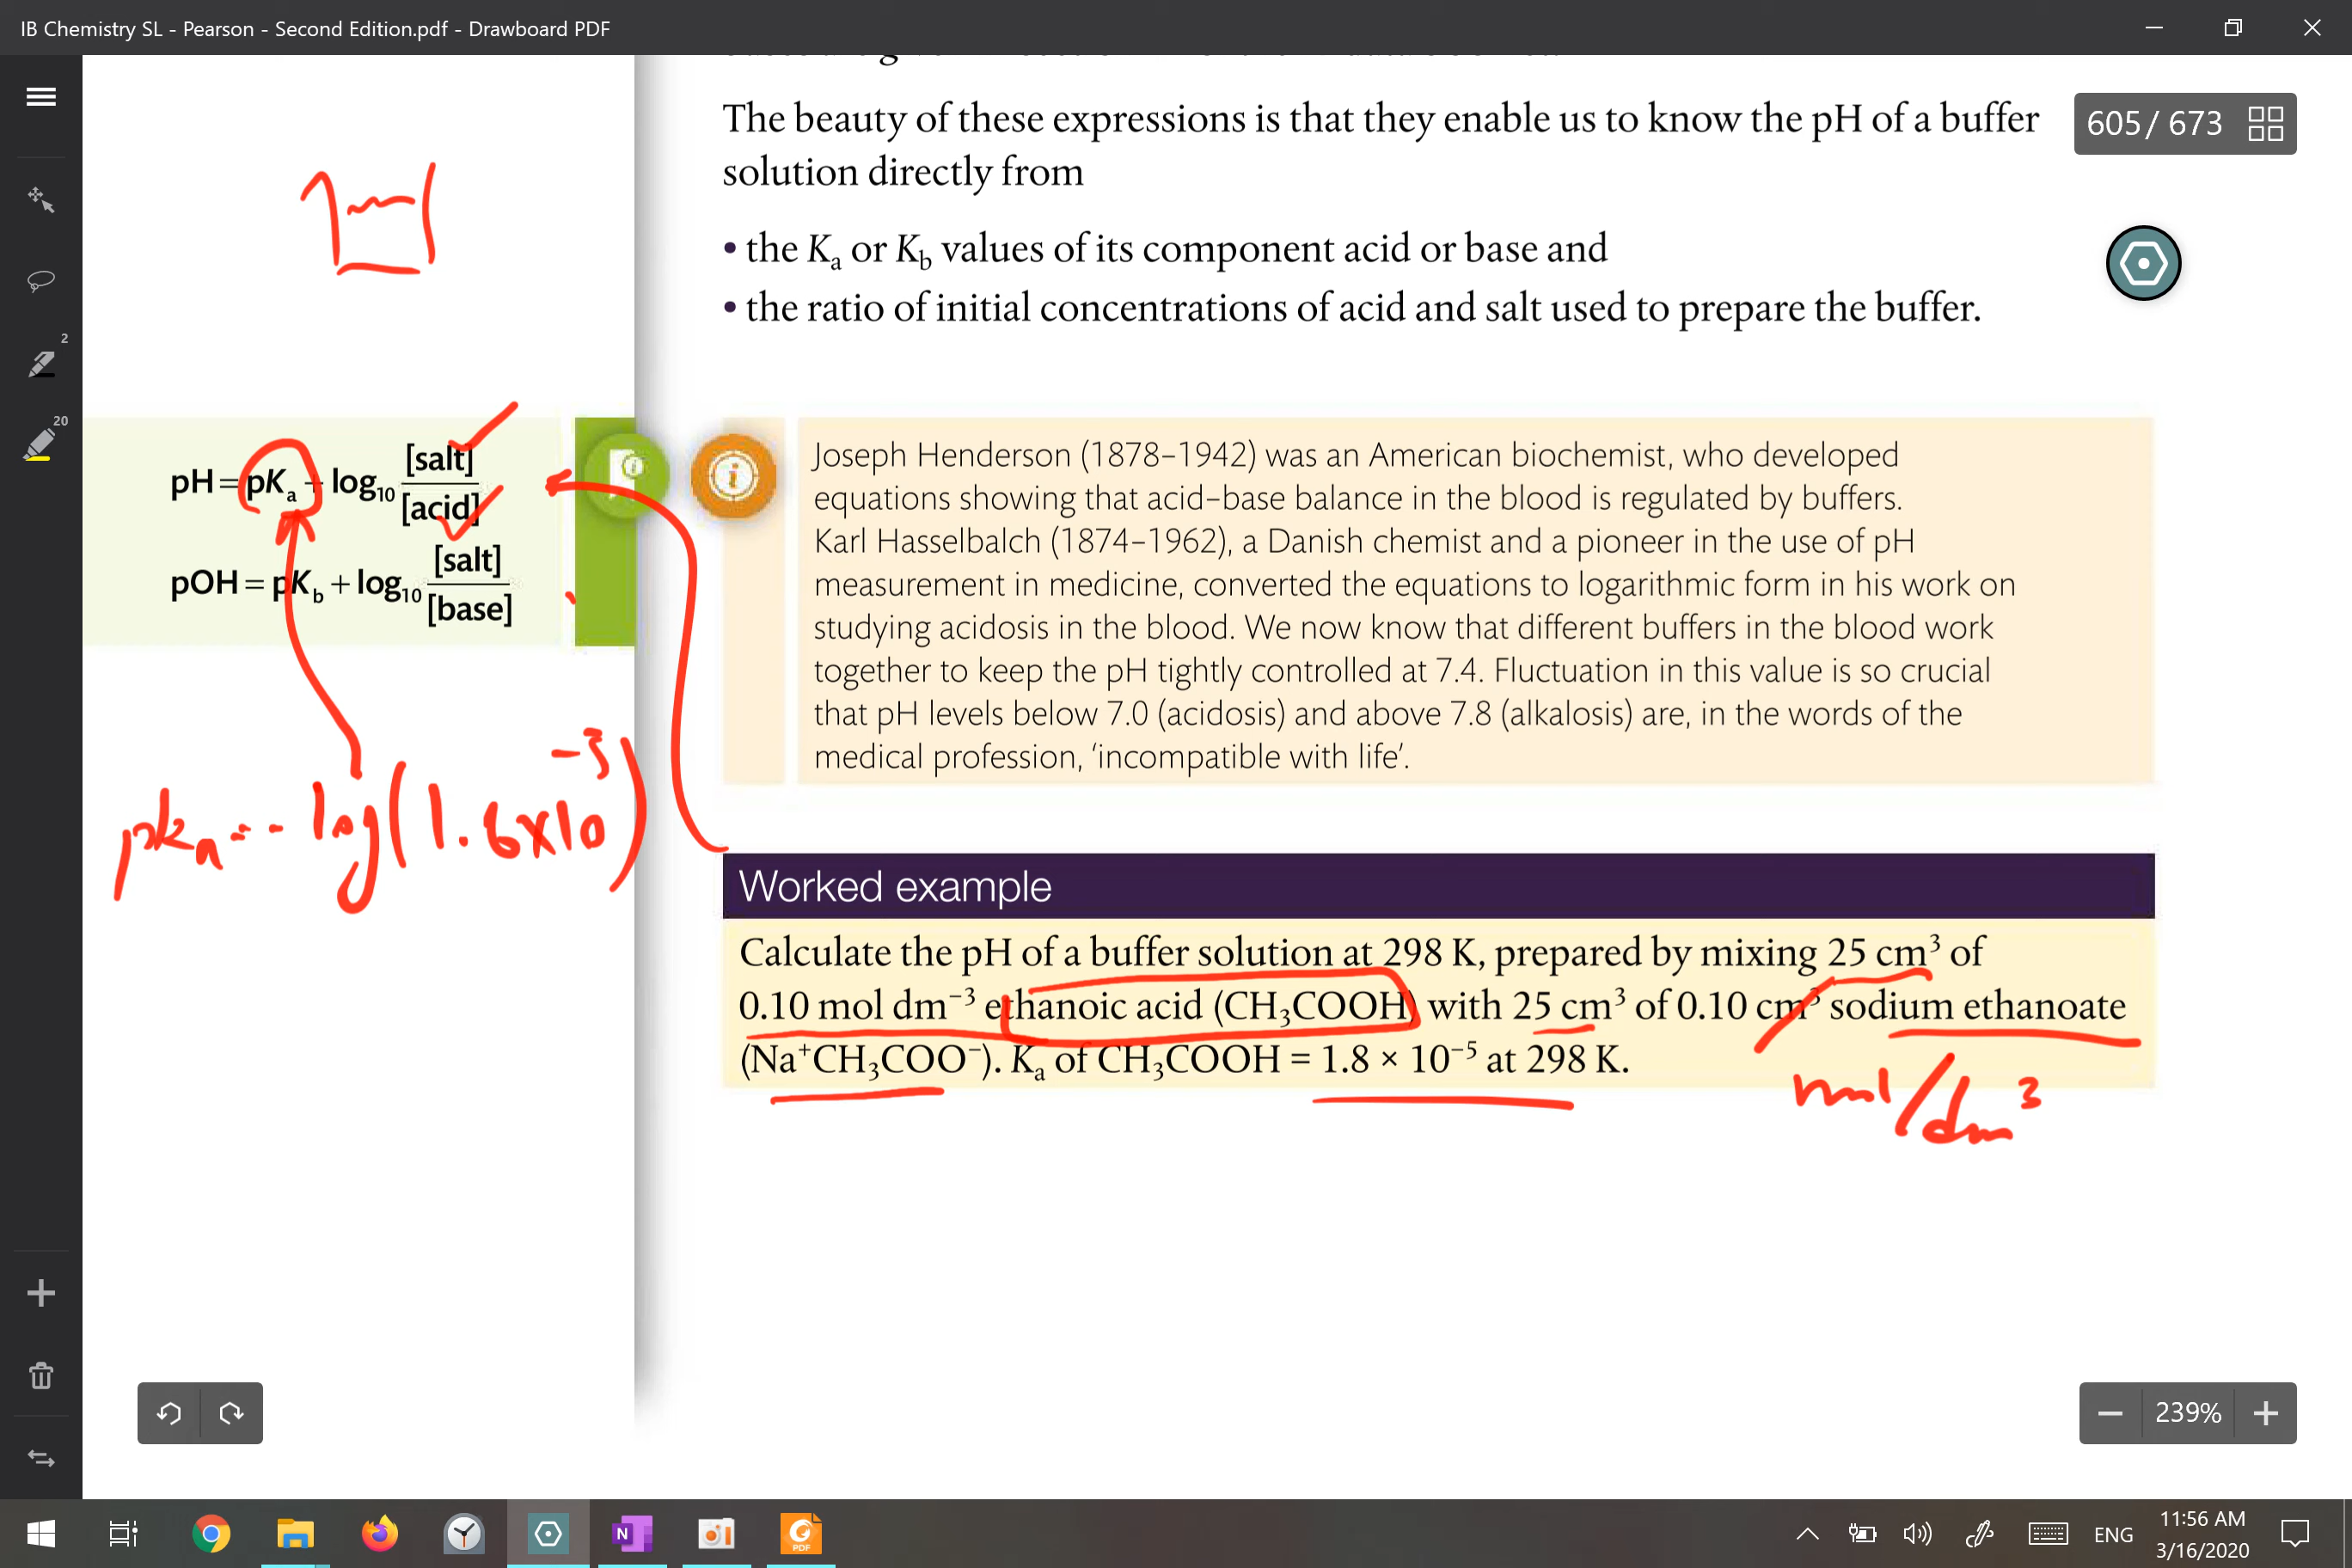 IB Chemistry SL - Pearson - Second Edition.pdf - Drawboard PDF
The beauty of these expressions is that they enable us to know the pH of a buffer
solution directly from
• the Ka or Kb values of its component acid or base and
• the ratio of initial concentrations of acid and salt used to prepare the buffer.
605/ 673
2
20
pH = pKa + log10 [salt]/[acid]
pOH = pKb + log10 [salt]/[base]
Joseph Henderson (1878–1942) was an American biochemist, who developed
equations showing that acid–base balance in the blood is regulated by buffers.
Karl Hasselbalch (1874–1962), a Danish chemist and a pioneer in the use of pH
measurement in medicine, converted the equations to logarithmic form in his work on
studying acidosis in the blood. We now know that different buffers in the blood work
together to keep the pH tightly controlled at 7.4. Fluctuation in this value is so crucial
that pH levels below 7.0 (acidosis) and above 7.8 (alkalosis) are, in the words of the
medical profession, ‘incompatible with life’.
pka = - log(1.6x10
Worked example
Calculate the pH of a buffer solution at 298 K, prepared by mixing 25 cm³ of
0.10 mol dm⁻³ ethanoic acid (CH₃COOH) with 25 cm³ of 0.10 cm³ sodium ethanoate
(Na⁺CH₃COO⁻). Ka of CH₃COOH = 1.8 × 10⁻⁵ at 298 K.
mol/dm³
239%
N
PDF
ENG
11:56 AM
3/16/2020